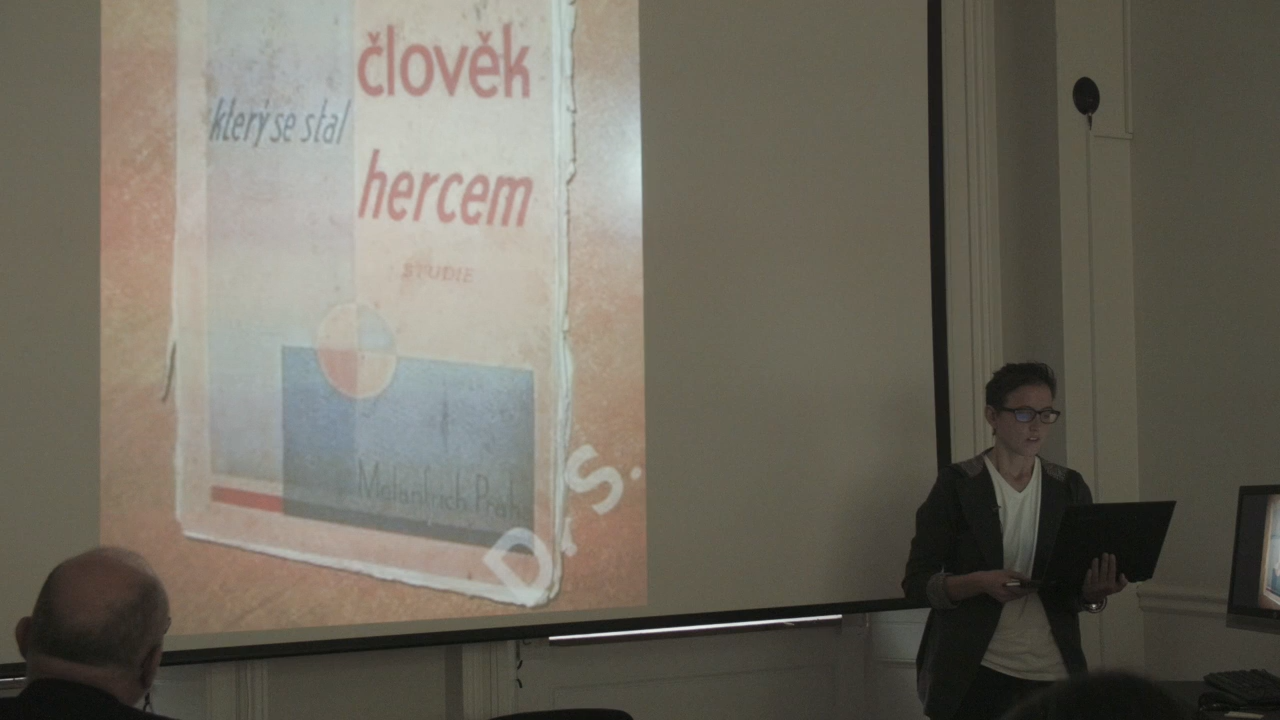 člověk
který se stal
hercem
STUDIE
Melantrich Praha
D.S.